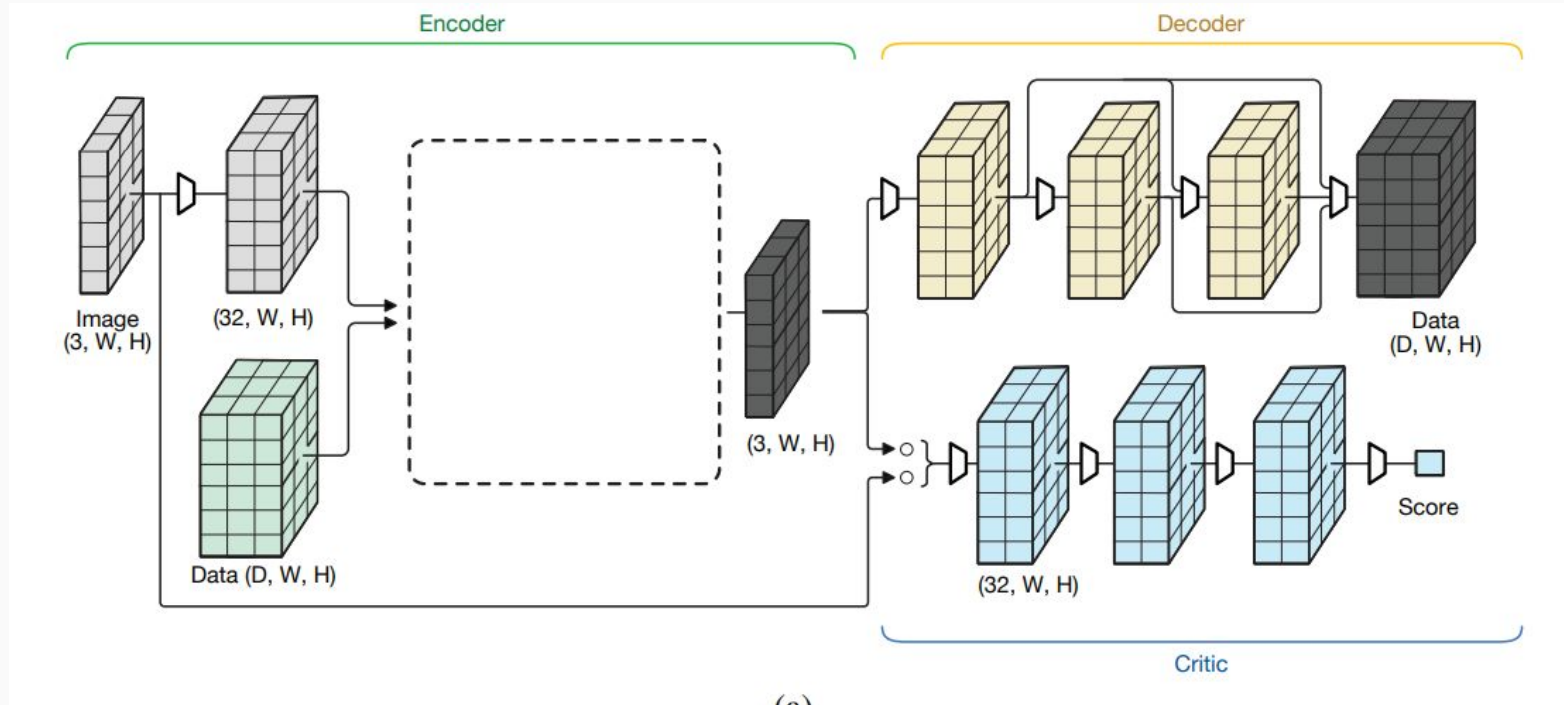 Encoder
Decoder
Image
(3, W, H)
(32, W, H)
Data (D, W, H)
(3, W, H)
Data
(D, W, H)
Score
(32, W, H)
Critic